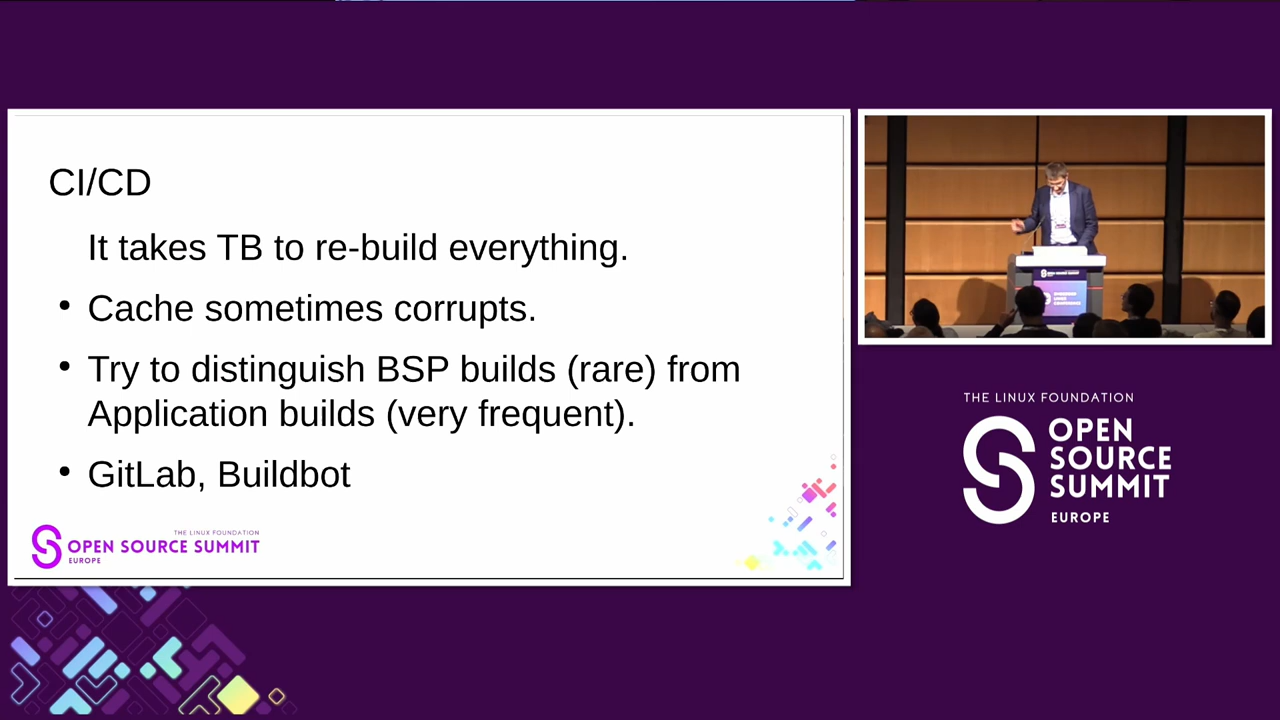 CI/CD
It takes TB to re-build everything.
• Cache sometimes corrupts.
• Try to distinguish BSP builds (rare) from
Application builds (very frequent).
• GitLab, Buildbot
THE LINUX FOUNDATION
OPEN SOURCE SUMMIT
EUROPE
THE LINUX FOUNDATION
OPEN
SOURCE
SUMMIT
EUROPE